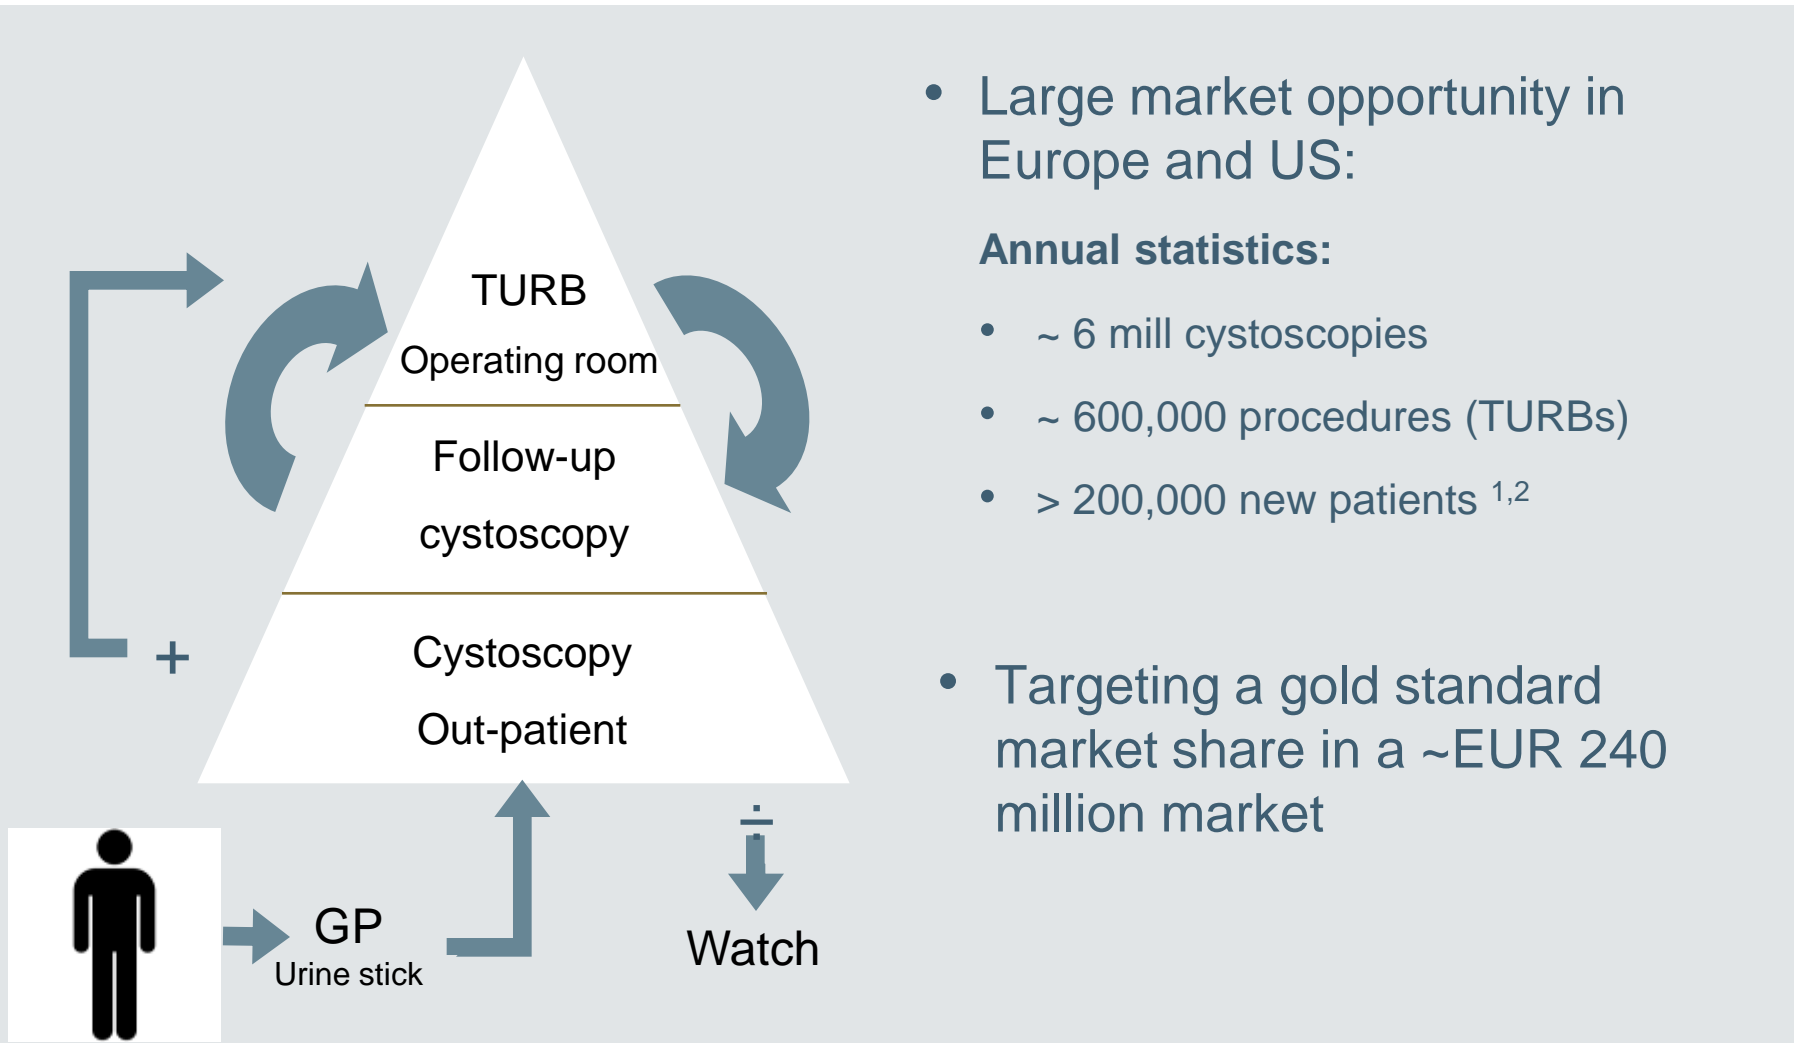 TURB
Operating room
Follow-up
cystoscopy
Cystoscopy
Out-patient
+
÷
GP
Urine stick
Watch
• Large market opportunity in
Europe and US:
Annual statistics:
• ~ 6 mill cystoscopies
• ~ 600,000 procedures (TURBs)
• > 200,000 new patients 1,2
• Targeting a gold standard
market share in a ~EUR 240
million market